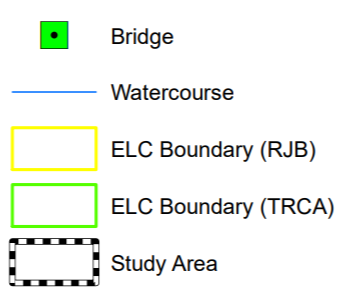 Bridge
Watercourse
ELC Boundary (RJB)
ELC Boundary (TRCA)
Study Area